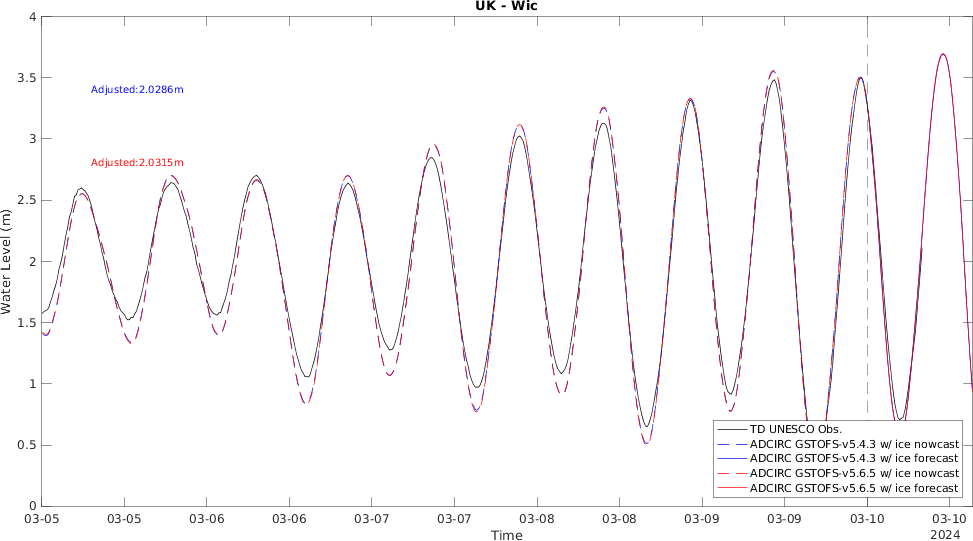 UK - Wic
4
3.5
3
2.5
2
1.5
1
0.5
0
Water Level (m)
Adjusted:2.0286m
Adjusted:2.0315m
TD UNESCO Obs.
ADCIRC GSTOFS-v5.4.3 w/ ice nowcast
ADCIRC GSTOFS-v5.4.3 w/ ice forecast
ADCIRC GSTOFS-v5.6.5 w/ ice nowcast
ADCIRC GSTOFS-v5.6.5 w/ ice forecast
03-05 03-05 03-06 03-06 03-07 03-07 03-08 03-08 03-09 03-09 03-10 03-10
2024
Time